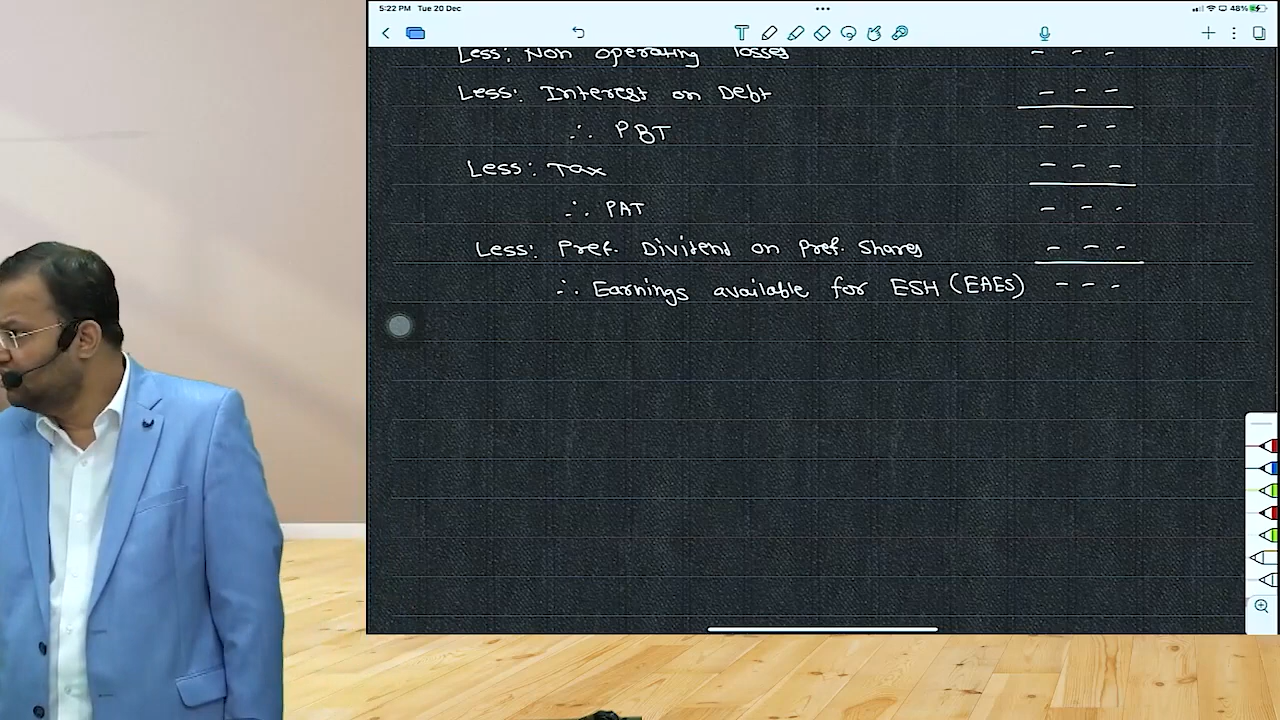 5:22 PM Tue 20 Dec
48%
T
Less: Non operating losses - - -
Less: Interest on Debt - - -
∴ PBT - - -
Less: Tax - - -
∴ PAT - - -
Less: Pref. Dividend on Pref. Shares - - -
∴ Earnings available for ESH (EAES) - - -